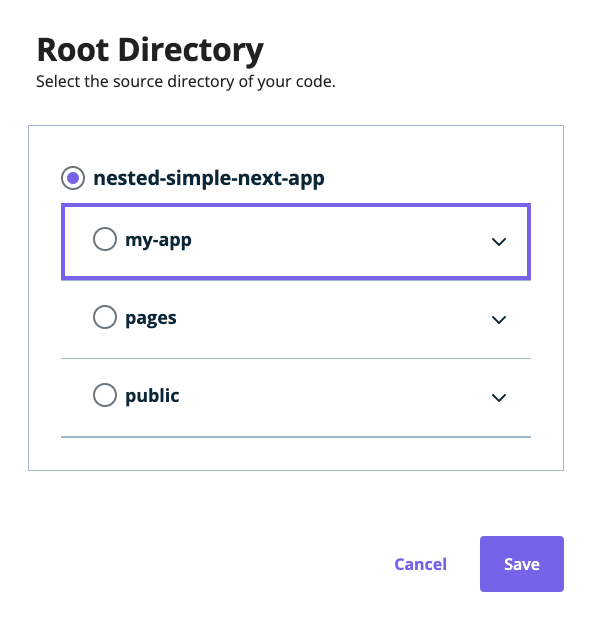 Root Directory
Select the source directory of your code.
nested-simple-next-app
my-app
pages
public
Cancel
Save